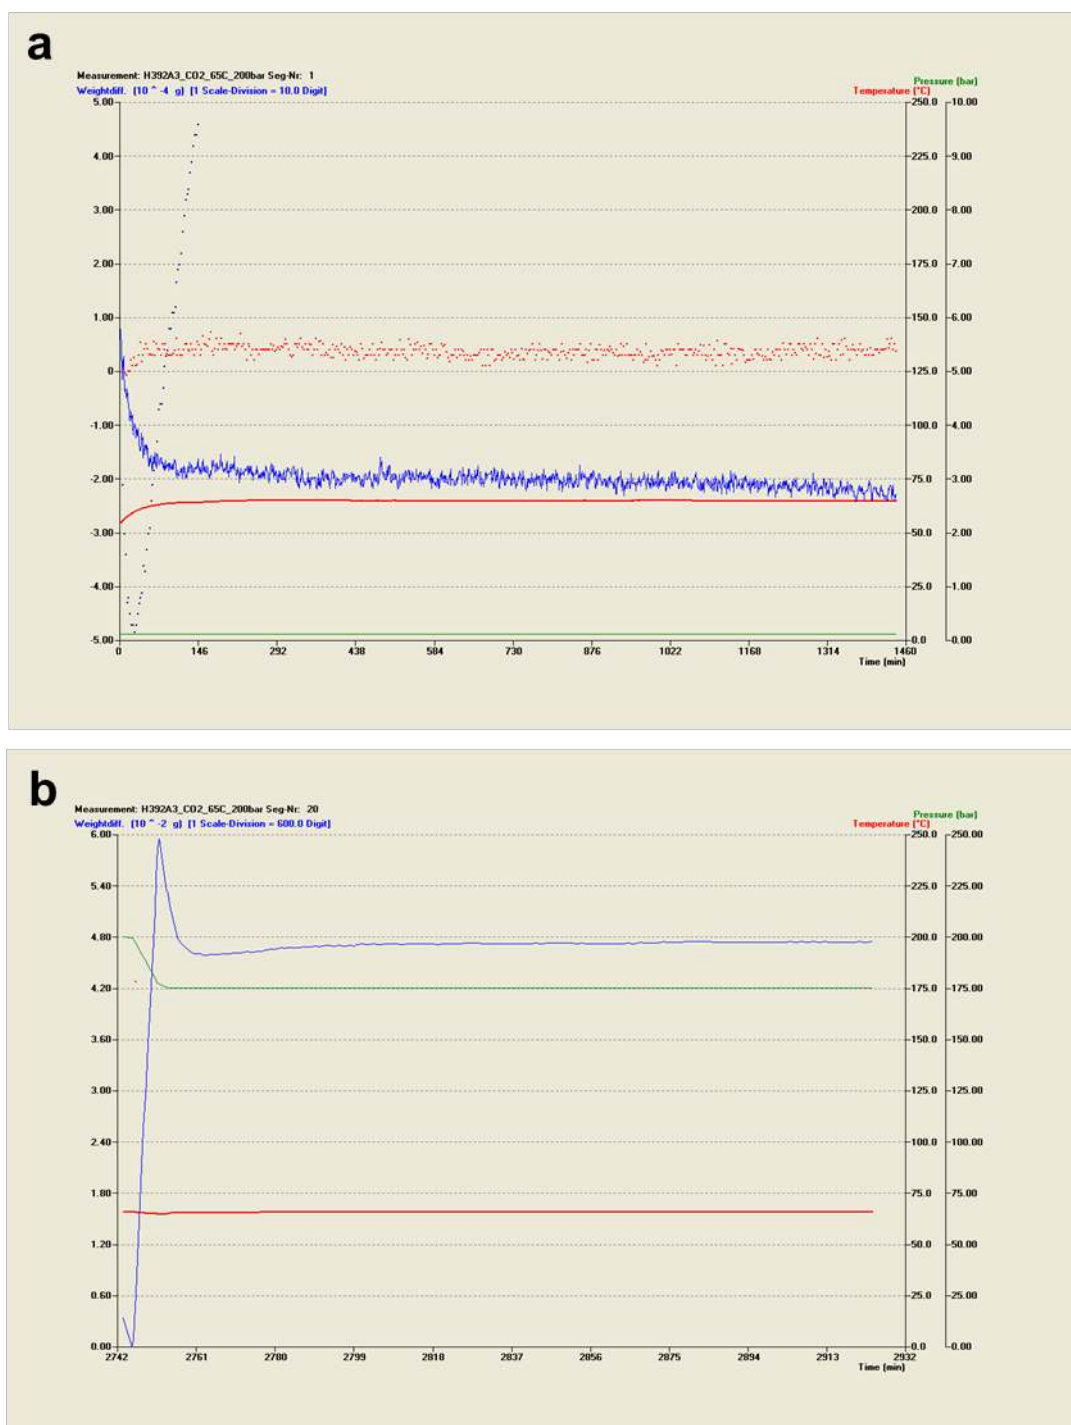 a
Measurement: H392A3_CO2_65C_200bar Seg-Nr: 1
Pressure (bar)
Weightdiff. (10 ^ -4 g) [1 Scale-Division = 10.0 Digit]
Temperature (°C)
5.00 250.0 10.00
4.00 225.0 9.00
3.00 200.0 8.00
2.00 175.0 7.00
1.00 150.0 6.00
0 125.0 5.00
-1.00 100.0 4.00
-2.00 75.0 3.00
-3.00 50.0 2.00
-4.00 25.0 1.00
-5.00 0.0 0.00
0 146 292 438 584 730 876 1022 1168 1314 1460
Time (min)
b
Measurement: H392A3_CO2_65C_200bar Seg-Nr: 20
Pressure (bar)
Weightdiff. (10 ^ -2 g) [1 Scale-Division = 600.0 Digit]
Temperature (°C)
6.00 250.0 250.00
5.40 225.0 225.00
4.80 200.0 200.00
4.20 175.0 175.00
3.60 150.0 150.00
3.00 125.0 125.00
2.40 100.0 100.00
1.80 75.0 75.00
1.20 50.0 50.00
0.60 25.0 25.00
0.00 0.0 0.00
2742 2761 2780 2799 2818 2837 2856 2875 2894 2913 2932
Time (min)